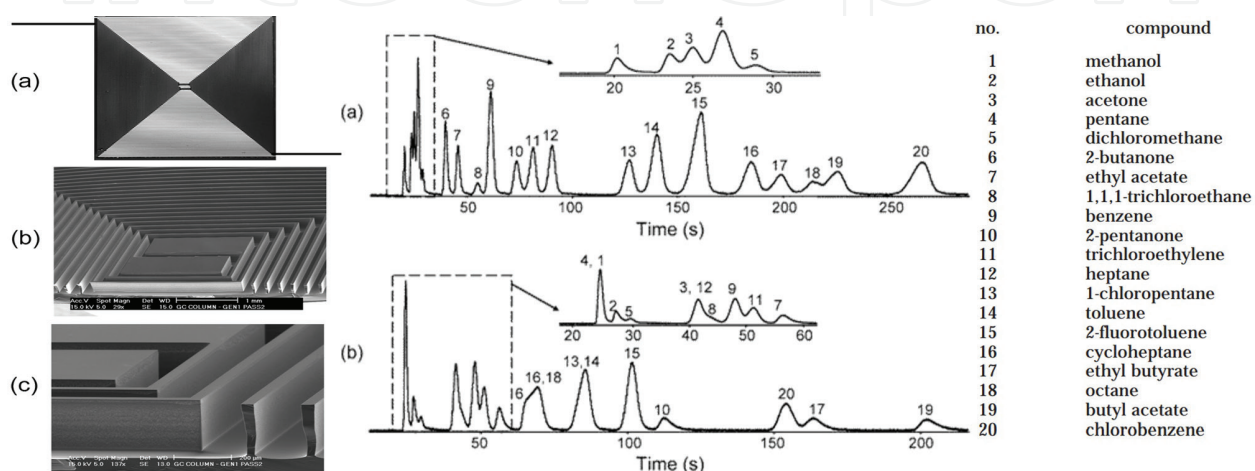 (a)
(b)
Acc.V Spot Magn Det WD 1 mm
15.0 kV 5.0 29x SE 15.0 GC COLUMN - GEN1 PASS2
(c)
Acc.V Spot Magn Det WD 200 µm
15.0 kV 5.0 137x SE 13.0 GC COLUMN - GEN1 PASS2
(a)
1 2 3 4 5
20 25 30
6 7 8 9 10 11 12 13 14 15 16 17 18 19 20
50 100 150 200 250
Time (s)
(b)
4, 1 2 5 3, 12 8 9 11 7
20 30 40 50 60
6 16,18 13,14 15 10 20 17 19
50 100 150 200
Time (s)
no. compound
1 methanol
2 ethanol
3 acetone
4 pentane
5 dichloromethane
6 2-butanone
7 ethyl acetate
8 1,1,1-trichloroethane
9 benzene
10 2-pentanone
11 trichloroethylene
12 heptane
13 1-chloropentane
14 toluene
15 2-fluorotoluene
16 cycloheptane
17 ethyl butyrate
18 octane
19 butyl acetate
20 chlorobenzene